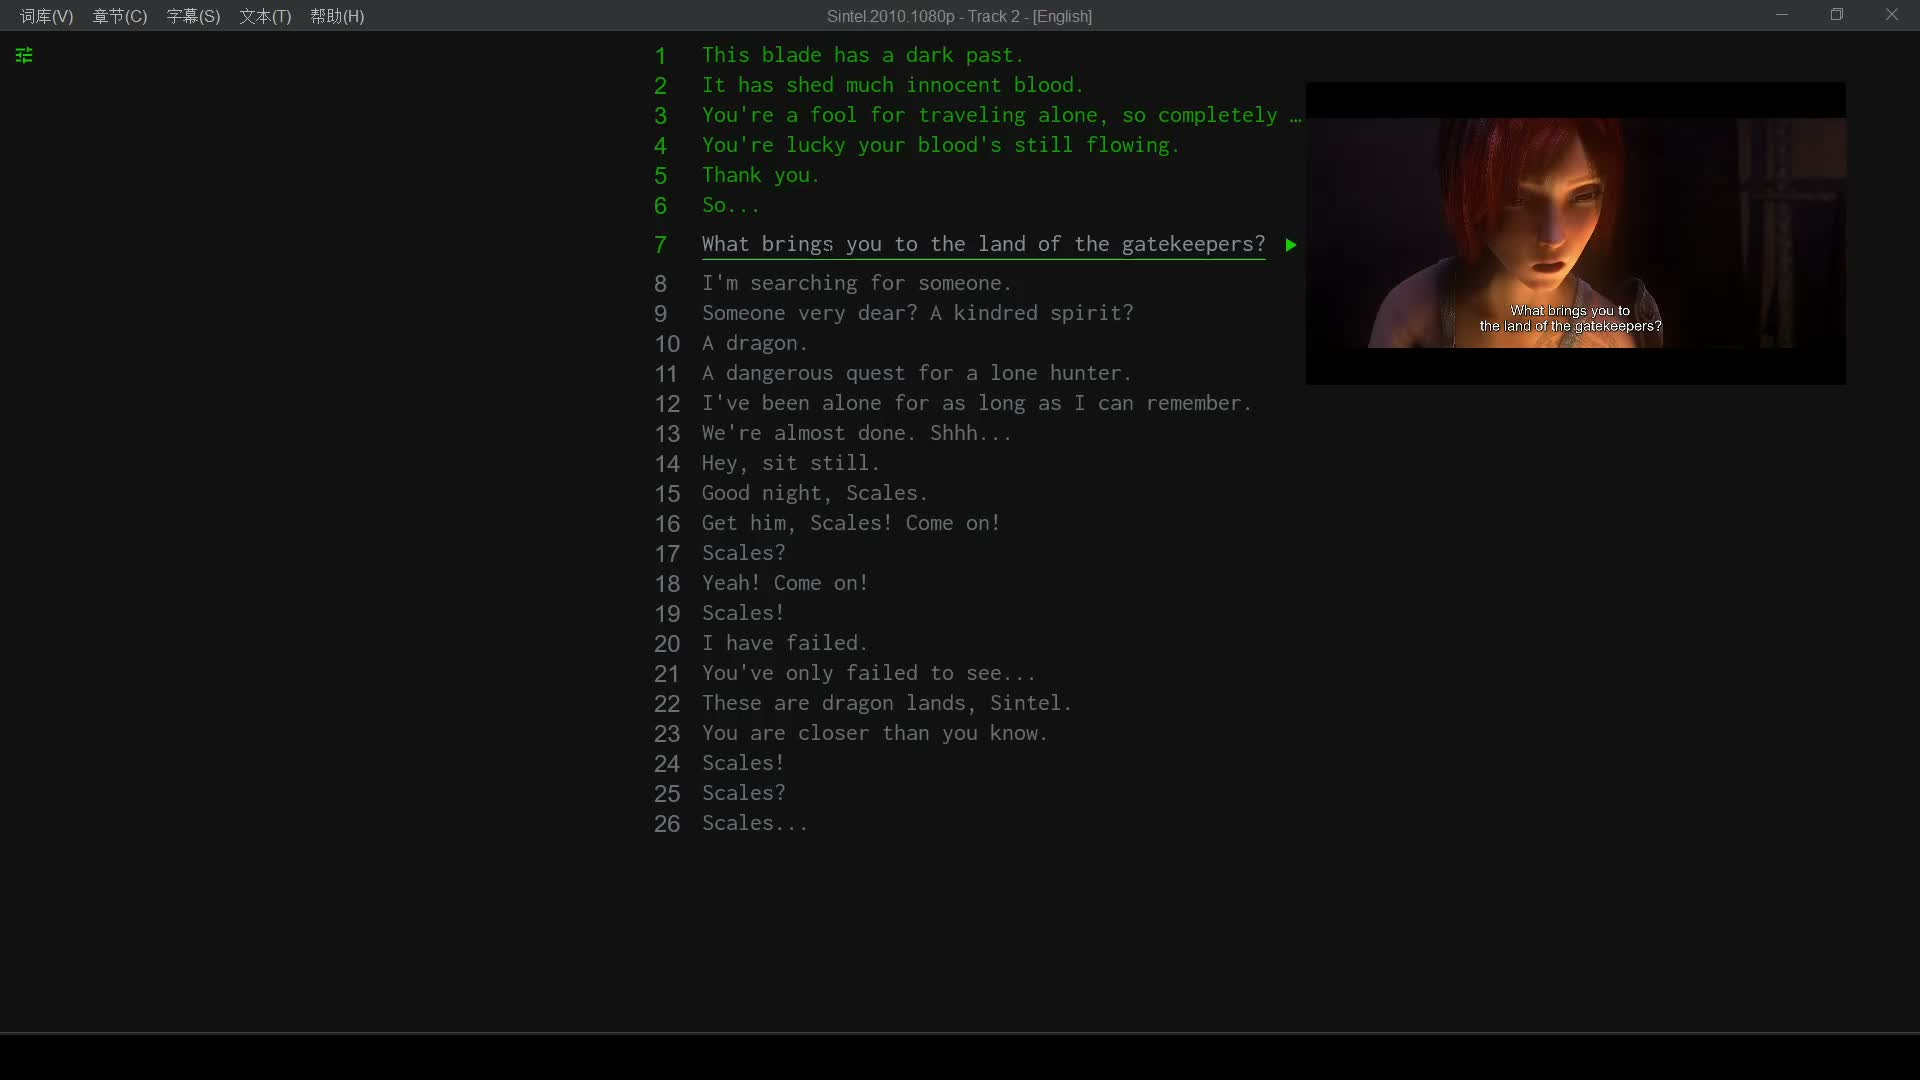 词库(V) 章节(C) 字幕(S) 文本(T) 帮助(H)
Sintel.2010.1080p - Track 2 - [English]
1 This blade has a dark past.
2 It has shed much innocent blood.
3 You're a fool for traveling alone, so completely …
4 You're lucky your blood's still flowing.
5 Thank you.
6 So...
7 What brings you to the land of the gatekeepers?
8 I'm searching for someone.
9 Someone very dear? A kindred spirit?
10 A dragon.
11 A dangerous quest for a lone hunter.
12 I've been alone for as long as I can remember.
13 We're almost done. Shhh...
14 Hey, sit still.
15 Good night, Scales.
16 Get him, Scales! Come on!
17 Scales?
18 Yeah! Come on!
19 Scales!
20 I have failed.
21 You've only failed to see...
22 These are dragon lands, Sintel.
23 You are closer than you know.
24 Scales!
25 Scales?
26 Scales...
What brings you to
the land of the gatekeepers?